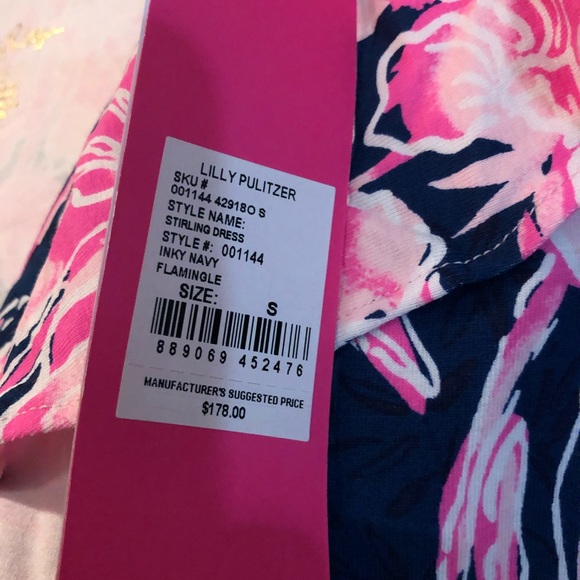 LILLY PULITZER
SKU #
001144 42918O S
STYLE NAME:
STIRLING DRESS
STYLE #: 001144
INKY NAVY
FLAMINGLE
SIZE: S
889069 452476
MANUFACTURER'S SUGGESTED PRICE
$178.00